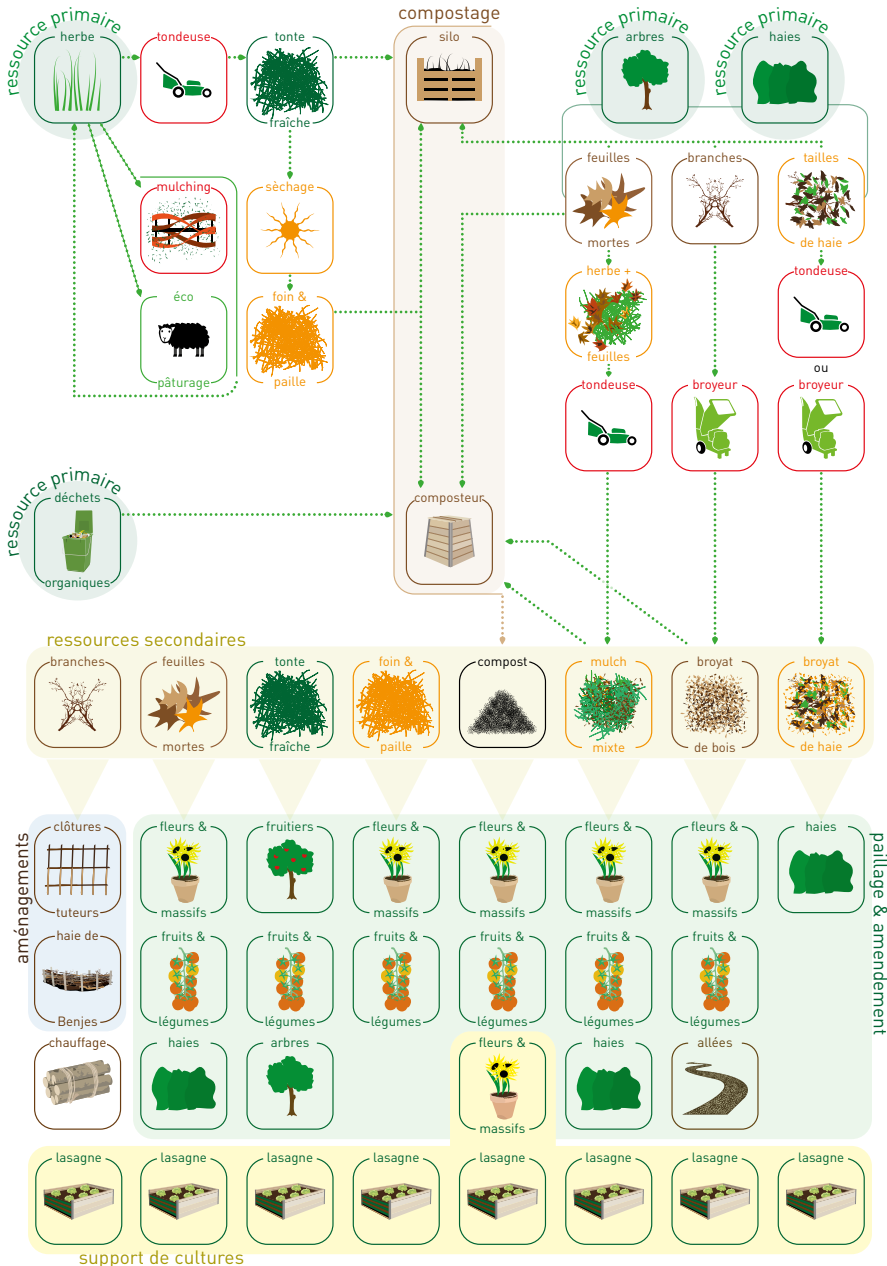 compostage
ressource primaire
herbe
tondeuse
tonte
fraîche
silo
ressource primaire
arbres
ressource primaire
haies
mulching
sèchage
feuilles
mortes
branches
tailles
de haie
éco
pâturage
foin &
paille
herbe +
feuilles
tondeuse
ou
tondeuse
broyeur
broyeur
ressource primaire
déchets
organiques
composteur
ressources secondaires
branches
feuilles
mortes
tonte
fraîche
foin &
paille
compost
mulch
mixte
broyat
de bois
broyat
de haie
aménagements
paillage & amendement
clôtures
tuteurs
fleurs &
massifs
fruitiers
fleurs &
massifs
fleurs &
massifs
fleurs &
massifs
fleurs &
massifs
haies
haie de
Benjes
fruits &
légumes
fruits &
légumes
fruits &
légumes
fruits &
légumes
fruits &
légumes
fruits &
légumes
chauffage
haies
arbres
fleurs &
massifs
haies
allées
lasagne
lasagne
lasagne
lasagne
lasagne
lasagne
lasagne
lasagne
support de cultures